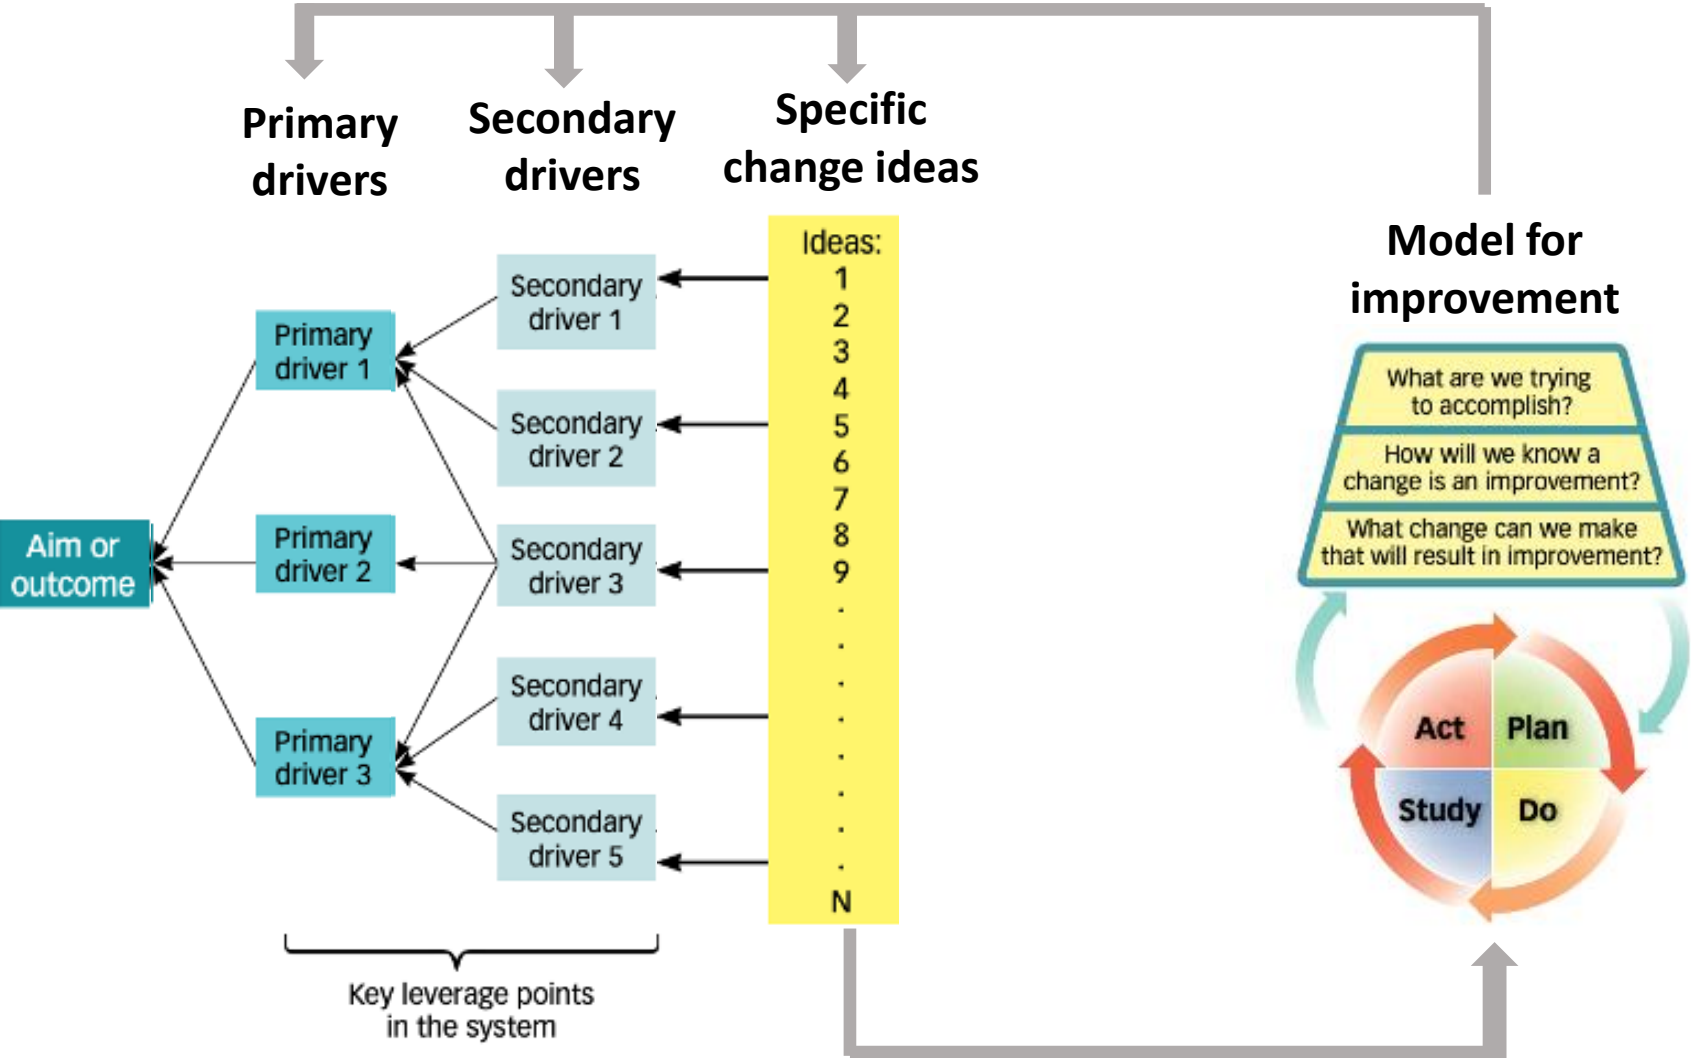 Primary
drivers
Secondary
drivers
Specific
change ideas
Model for
improvement
Aim or
outcome
Primary
driver 1
Primary
driver 2
Primary
driver 3
Secondary
driver 1
Secondary
driver 2
Secondary
driver 3
Secondary
driver 4
Secondary
driver 5
Ideas:
1
2
3
4
5
6
7
8
9
.
.
.
.
.
.
.
.
N
Key leverage points
in the system
What are we trying
to accomplish?
How will we know a
change is an improvement?
What change can we make
that will result in improvement?
Act
Plan
Study
Do